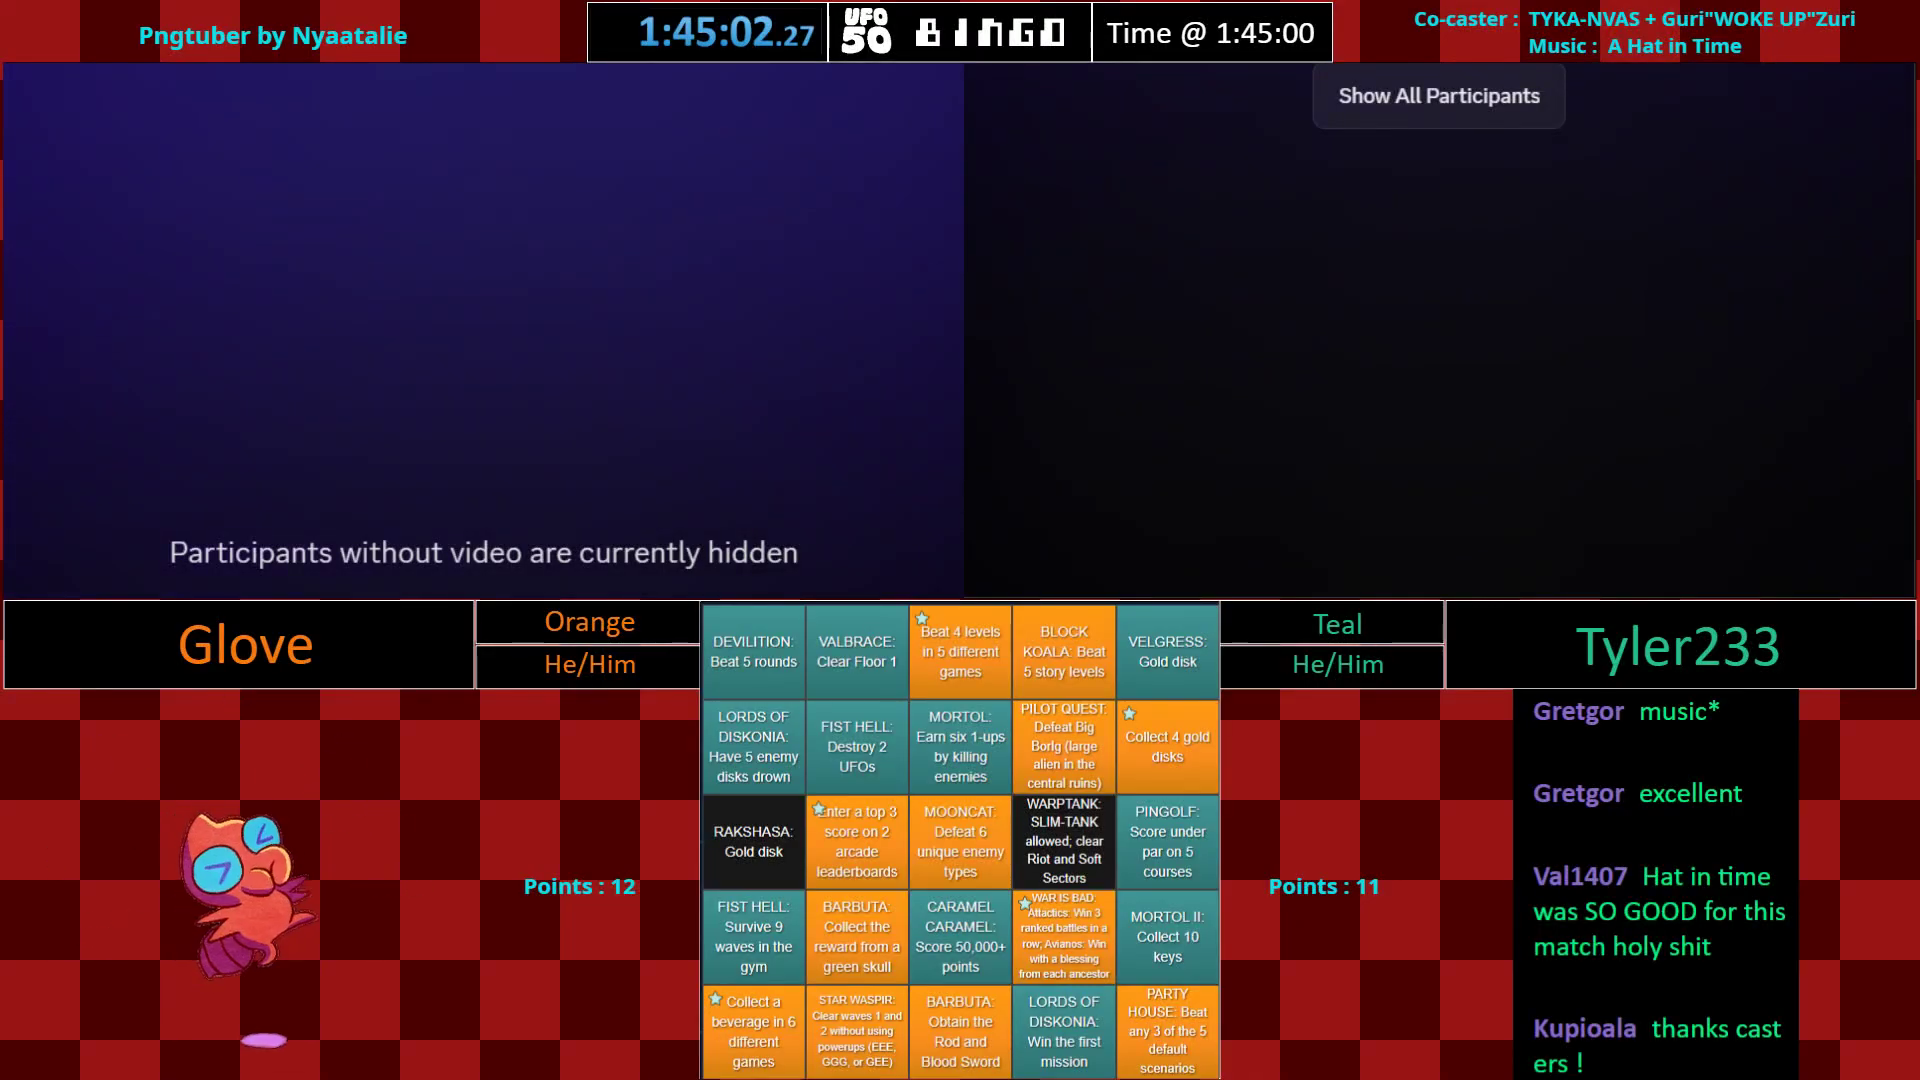 Pngtuber by Nyaatalie
1:45:02.27
UFO 50
BINGO
Time @ 1:45:00
Co-caster : TYKA-NVAS + Guri"WOKE UP"Zuri
Music : A Hat in Time
Show All Participants
Participants without video are currently hidden
Glove
Orange
He/Him
Teal
He/Him
Tyler233
DEVILITION:
Beat 5 rounds
VALBRACE:
Clear Floor 1
Beat 4 levels
in 5 different
games
BLOCK
KOALA: Beat
5 story levels
VELGRESS:
Gold disk
LORDS OF
DISKONIA:
Have 5 enemy
disks drown
FIST HELL:
Destroy 2
UFOs
MORTOL:
Earn six 1-ups
by killing
enemies
PILOT QUEST:
Defeat Big
Borlg (large
alien in the
central ruins)
Collect 4 gold
disks
RAKSHASA:
Gold disk
Enter a top 3
score on 2
arcade
leaderboards
MOONCAT:
Defeat 6
unique enemy
types
WARPTANK:
SLIM-TANK
allowed; clear
Riot and Soft
Sectors
PINGOLF:
Score under
par on 5
courses
FIST HELL:
Survive 9
waves in the
gym
BARBUTA:
Collect the
reward from a
green skull
CARAMEL
CARAMEL:
Score 50,000+
points
WAR IS BAD:
Attactics: Win 3
ranked battles in a
row; Avianos: Win
with a blessing
from each ancestor
MORTOL II:
Collect 10
keys
Collect a
beverage in 6
different
games
STAR WASPIR:
Clear waves 1 and
2 without using
powerups (EEE,
GGG, or GEE)
BARBUTA:
Obtain the
Rod and
Blood Sword
LORDS OF
DISKONIA:
Win the first
mission
PARTY
HOUSE: Beat
any 3 of the 5
default
scenarios
Points : 12
Points : 11
Gretgor music*
Gretgor excellent
Val1407 Hat in time
was SO GOOD for this
match holy shit
Kupioala thanks cast
ers !